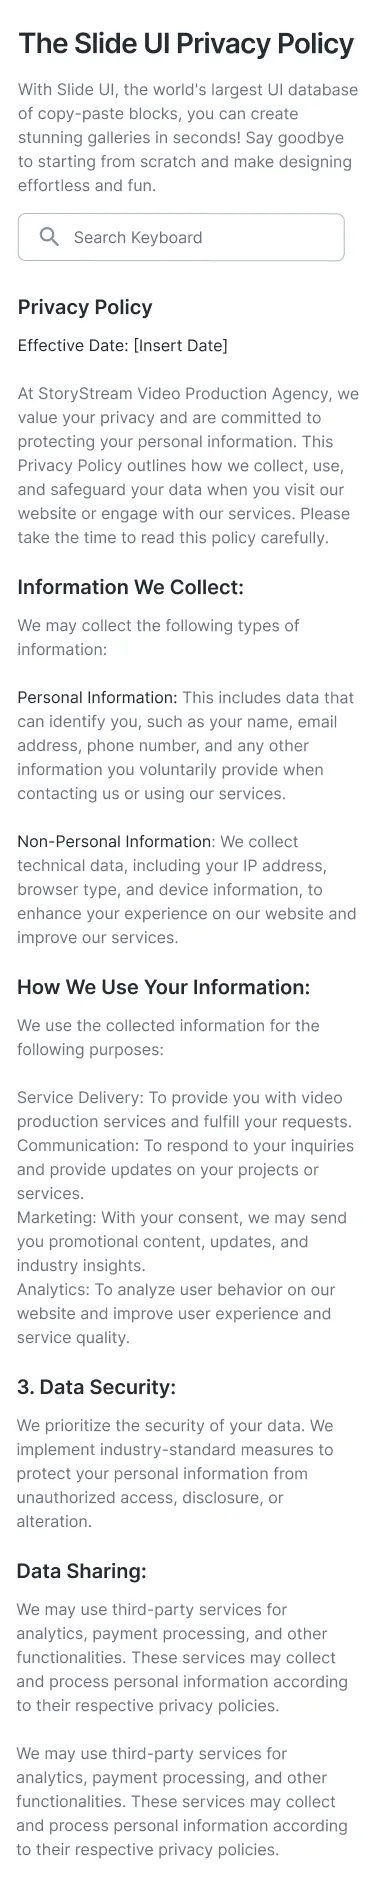 The Slide UI Privacy Policy
With Slide UI, the world's largest UI database
of copy-paste blocks, you can create
stunning galleries in seconds! Say goodbye
to starting from scratch and make designing
effortless and fun.
Search Keyboard
Privacy Policy
Effective Date: [Insert Date]
At StoryStream Video Production Agency, we
value your privacy and are committed to
protecting your personal information. This
Privacy Policy outlines how we collect, use,
and safeguard your data when you visit our
website or engage with our services. Please
take the time to read this policy carefully.
Information We Collect:
We may collect the following types of
information:
Personal Information: This includes data that
can identify you, such as your name, email
address, phone number, and any other
information you voluntarily provide when
contacting us or using our services.
Non-Personal Information: We collect
technical data, including your IP address,
browser type, and device information, to
enhance your experience on our website and
improve our services.
How We Use Your Information:
We use the collected information for the
following purposes:
Service Delivery: To provide you with video
production services and fulfill your requests.
Communication: To respond to your inquiries
and provide updates on your projects or
services.
Marketing: With your consent, we may send
you promotional content, updates, and
industry insights.
Analytics: To analyze user behavior on our
website and improve user experience and
service quality.
3. Data Security:
We prioritize the security of your data. We
implement industry-standard measures to
protect your personal information from
unauthorized access, disclosure, or
alteration.
Data Sharing:
We may use third-party services for
analytics, payment processing, and other
functionalities. These services may collect
and process personal information according
to their respective privacy policies.
We may use third-party services for
analytics, payment processing, and other
functionalities. These services may collect
and process personal information according
to their respective privacy policies.